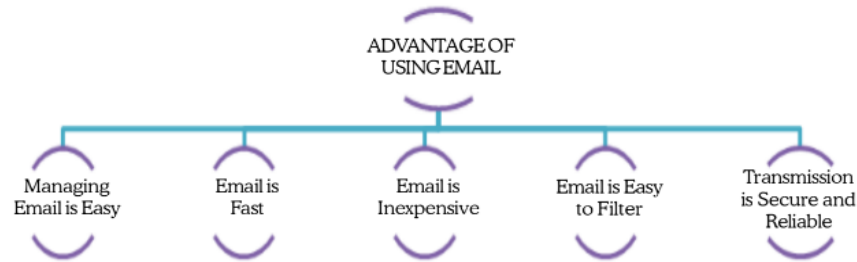 ADVANTAGE OF
USING EMAIL
Managing
Email is Easy
Email is
Fast
Email is
Inexpensive
Email is Easy
to Filter
Transmission
is Secure and
Reliable